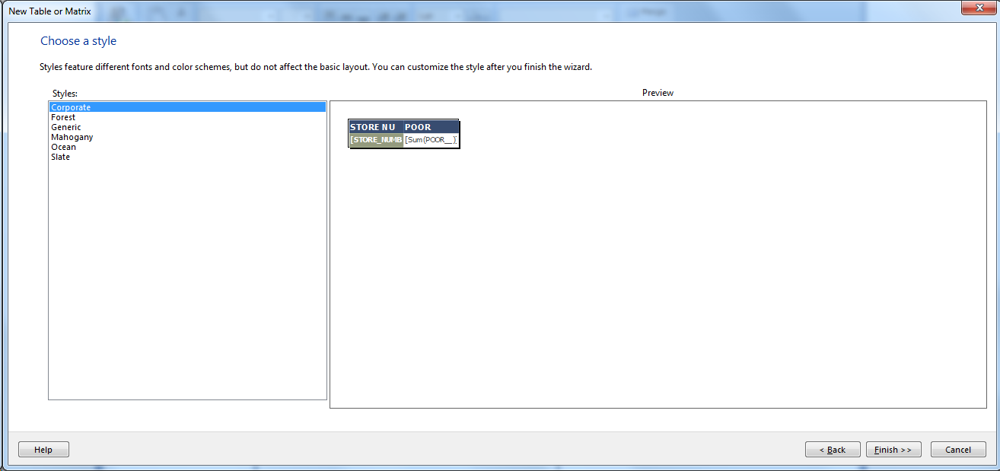 New Table or Matrix
Choose a style
Styles feature different fonts and color schemes, but do not affect the basic layout. You can customize the style after you finish the wizard.
Styles:
Preview
Corporate
Forest
Generic
Mahogany
Ocean
Slate
STORE NU POOR
[STORE_NUMB [Sum(POOR__)]
Help
< Back
Finish >>
Cancel